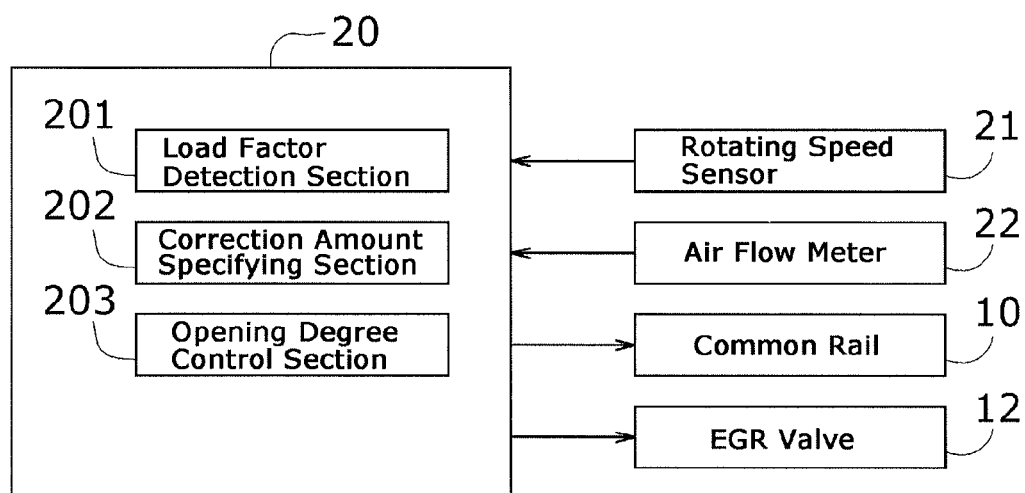 20
201
Load Factor
Detection Section
202
Correction Amount
Specifying Section
203
Opening Degree
Control Section
Rotating Speed
Sensor
21
Air Flow Meter
22
Common Rail
10
EGR Valve
12